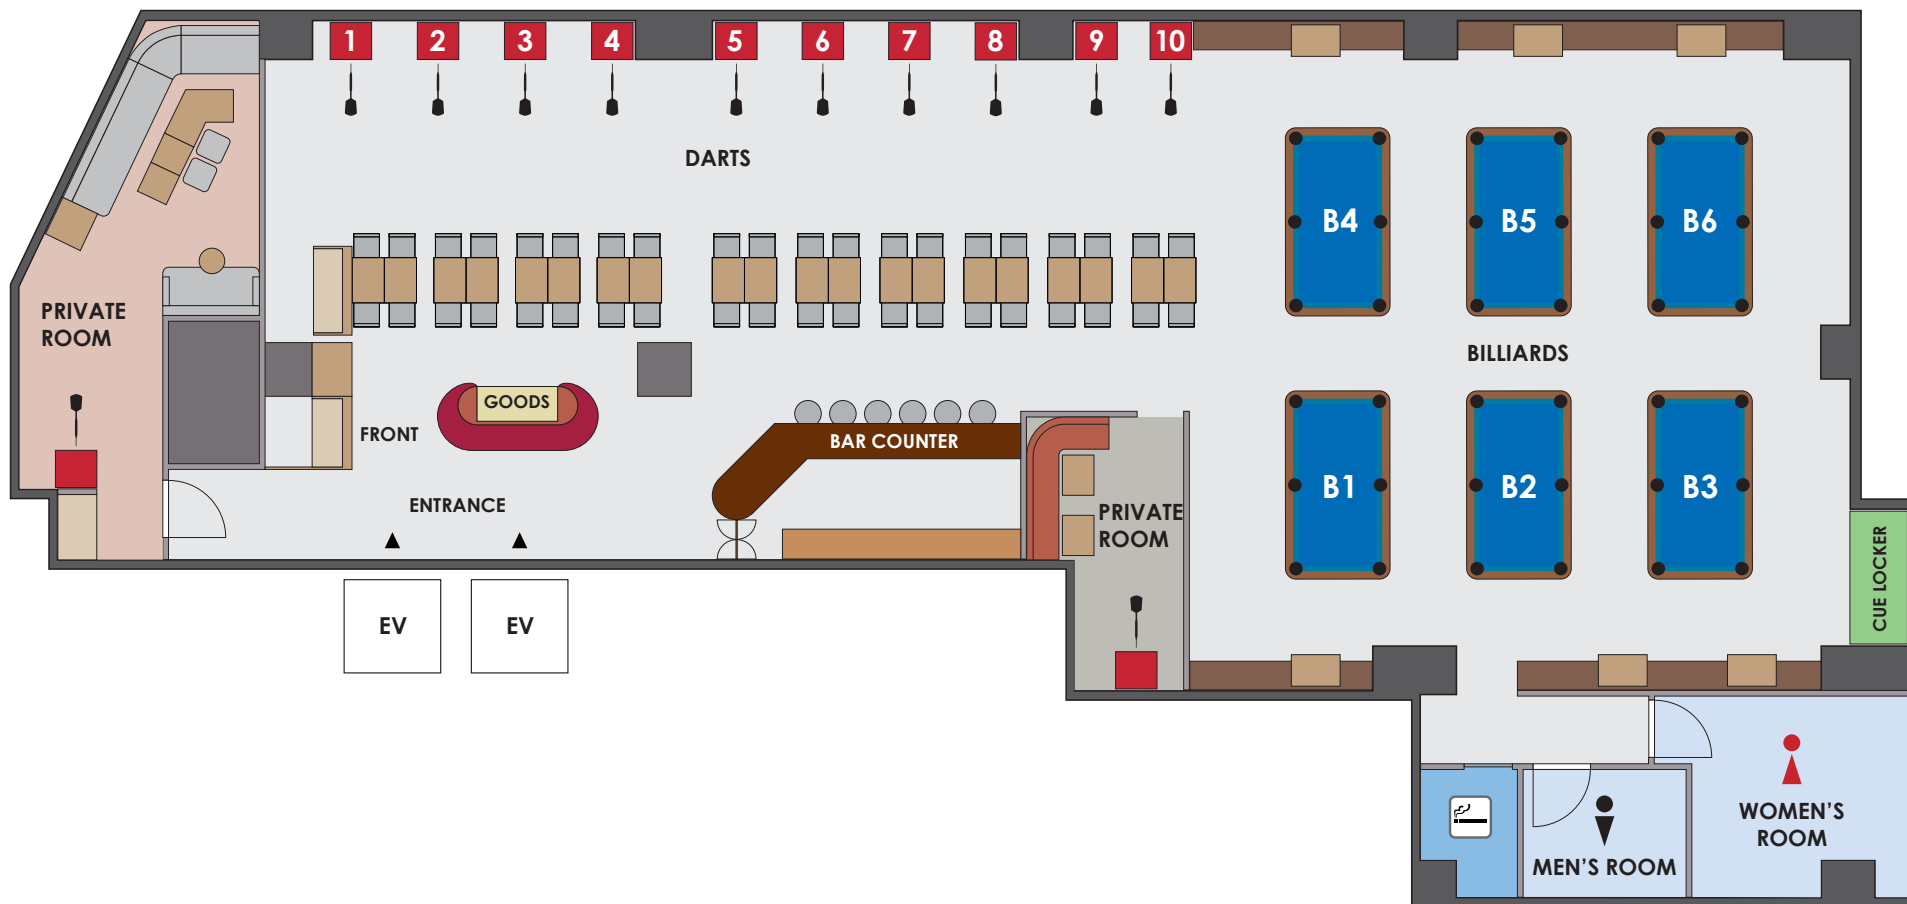 1
2
3
4
5
6
7
8
9
10
DARTS
B4
B5
B6
PRIVATE
ROOM
BILLIARDS
GOODS
FRONT
BAR COUNTER
ENTRANCE
PRIVATE
ROOM
B1
B2
B3
CUE LOCKER
EV
EV
WOMEN'S
ROOM
MEN'S ROOM